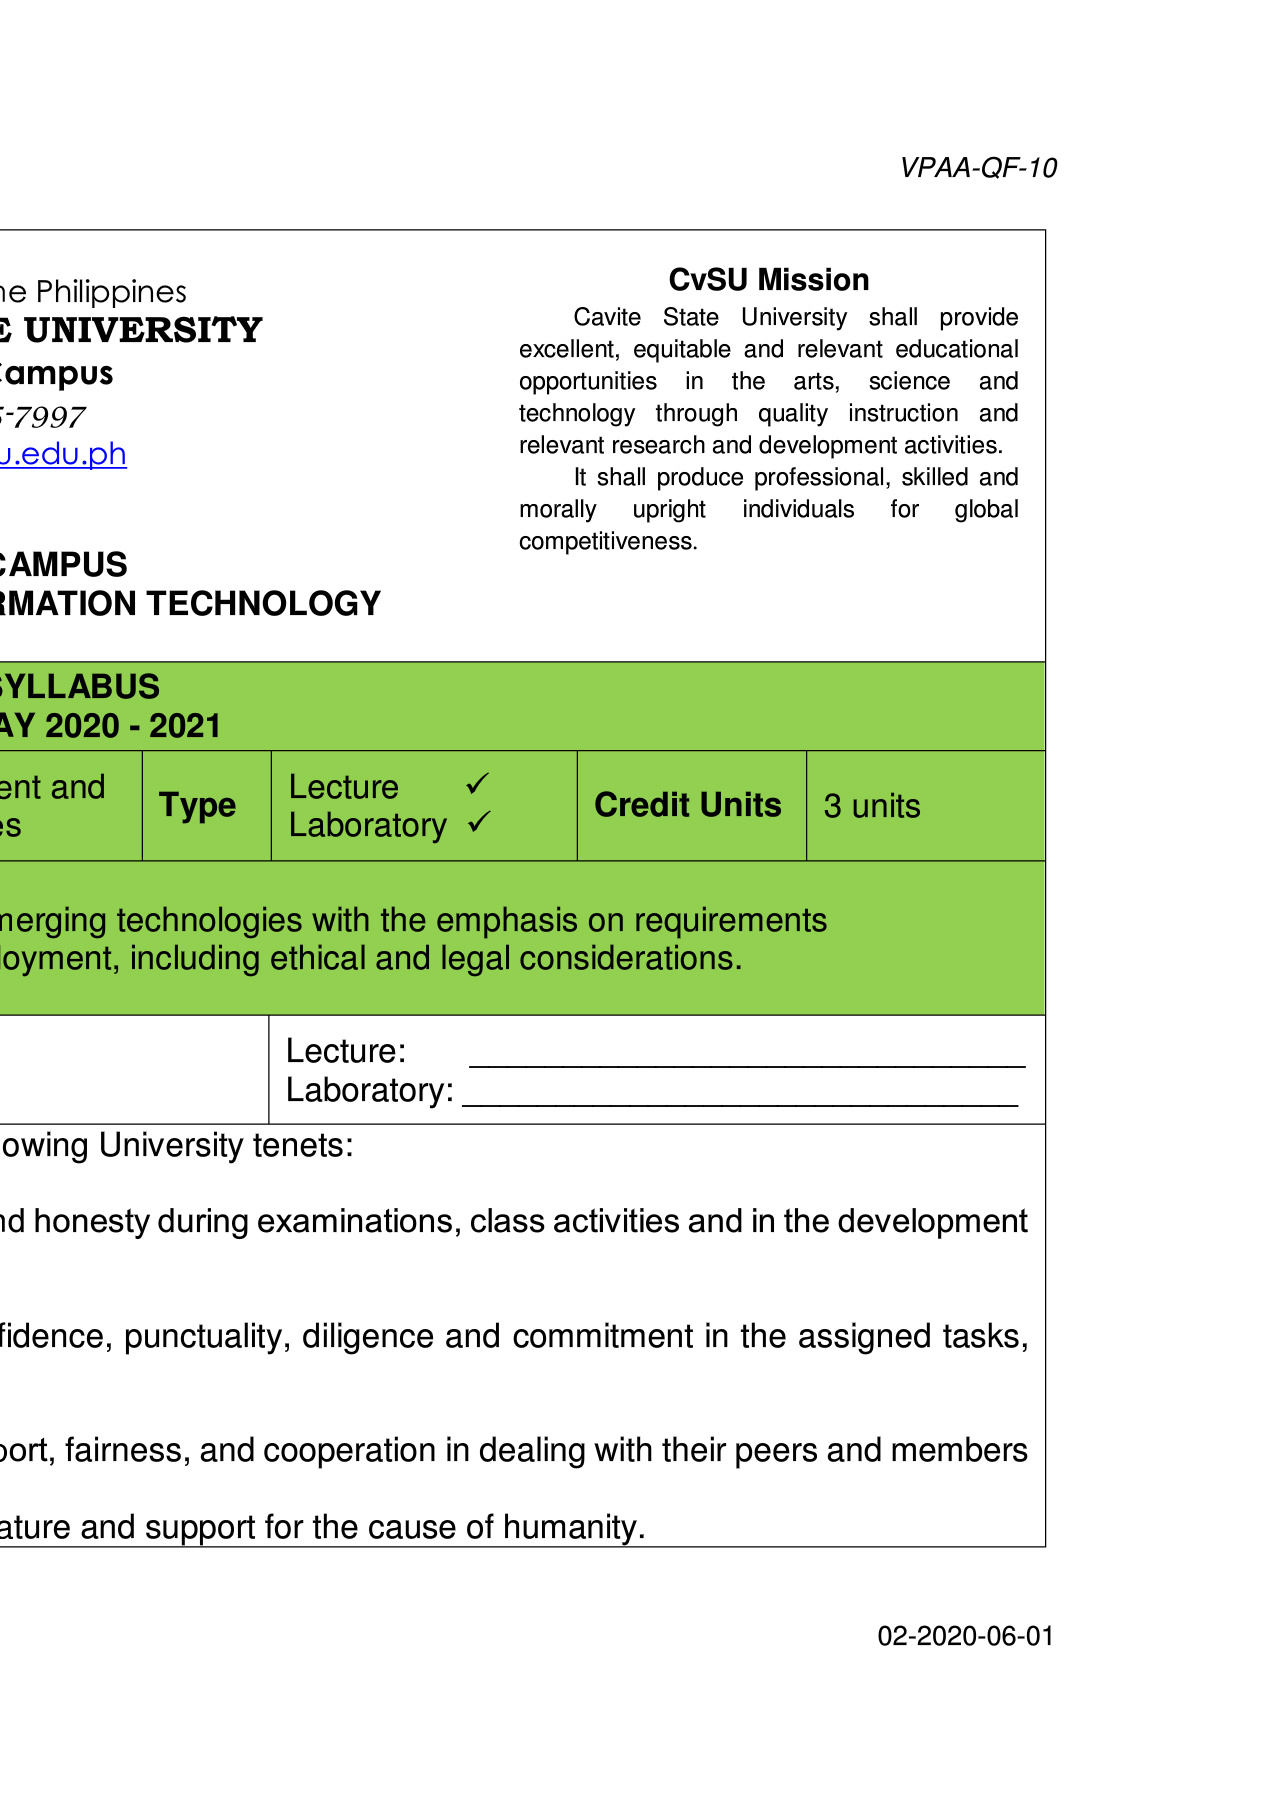 VPAA-QF-10
he Philippines
E UNIVERSITY
Campus
5-7997
u.edu.ph
CAMPUS
RMATION TECHNOLOGY
CvSU Mission
Cavite State University shall provide
excellent, equitable and relevant educational
opportunities in the arts, science and
technology through quality instruction and
relevant research and development activities.
It shall produce professional, skilled and
morally upright individuals for global
competitiveness.
SYLLABUS
AY 2020 - 2021
ent and
es
Type
Lecture ✓
Laboratory ✓
Credit Units
3 units
merging technologies with the emphasis on requirements
loyment, including ethical and legal considerations.
Lecture: ______________________________
Laboratory: ______________________________
owing University tenets:
nd honesty during examinations, class activities and in the development
fidence, punctuality, diligence and commitment in the assigned tasks,
port, fairness, and cooperation in dealing with their peers and members
ature and support for the cause of humanity.
02-2020-06-01